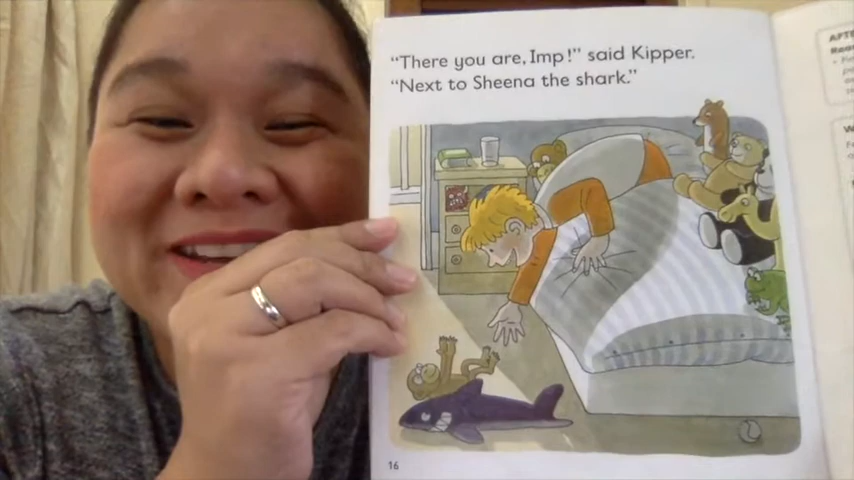 “There you are, Imp!” said Kipper.
“Next to Sheena the shark.”
16